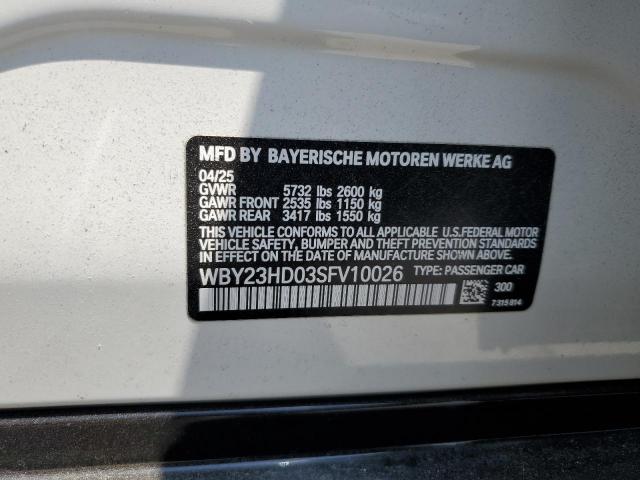 MFD BY BAYERISCHE MOTOREN WERKE AG
04/25
GVWR 5732 lbs 2600 kg
GAWR FRONT 2535 lbs 1150 kg
GAWR REAR 3417 lbs 1550 kg
THIS VEHICLE CONFORMS TO ALL APPLICABLE U.S.FEDERAL MOTOR
VEHICLE SAFETY, BUMPER AND THEFT PREVENTION STANDARDS
IN EFFECT ON THE DATE OF MANUFACTURE SHOWN ABOVE.
WBY23HD03SFV10026 TYPE: PASSENGER CAR
300
7315814